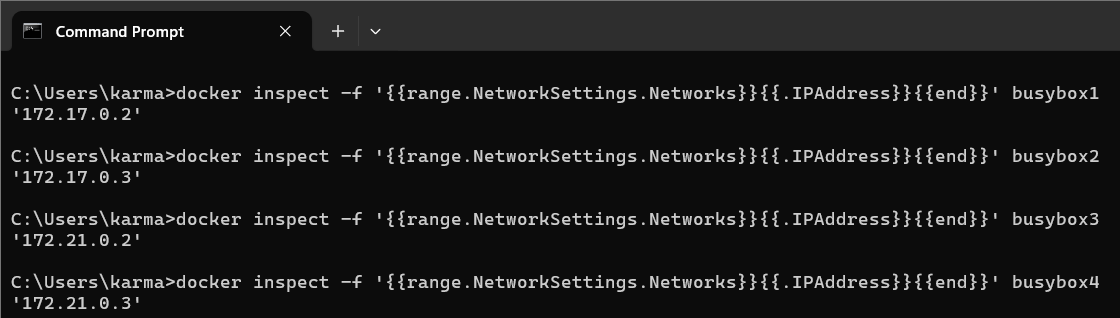 Command Prompt
C:\Users\karma>docker inspect -f '{{range.NetworkSettings.Networks}}{{.IPAddress}}{{end}}' busybox1
'172.17.0.2'
C:\Users\karma>docker inspect -f '{{range.NetworkSettings.Networks}}{{.IPAddress}}{{end}}' busybox2
'172.17.0.3'
C:\Users\karma>docker inspect -f '{{range.NetworkSettings.Networks}}{{.IPAddress}}{{end}}' busybox3
'172.21.0.2'
C:\Users\karma>docker inspect -f '{{range.NetworkSettings.Networks}}{{.IPAddress}}{{end}}' busybox4
'172.21.0.3'